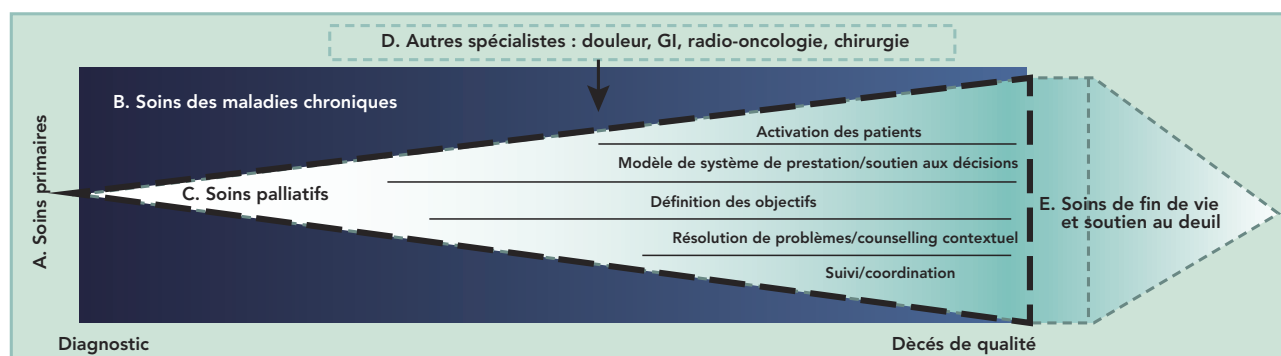 D. Autres spécialistes : douleur, GI, radio-oncologie, chirurgie
A. Soins primaires
B. Soins des maladies chroniques
C. Soins palliatifs
Activation des patients
Modèle de système de prestation/soutien aux décisions
Définition des objectifs
Résolution de problèmes/counselling contextuel
Suivi/coordination
E. Soins de fin de vie
et soutien au deuil
Diagnostic
Dècés de qualité